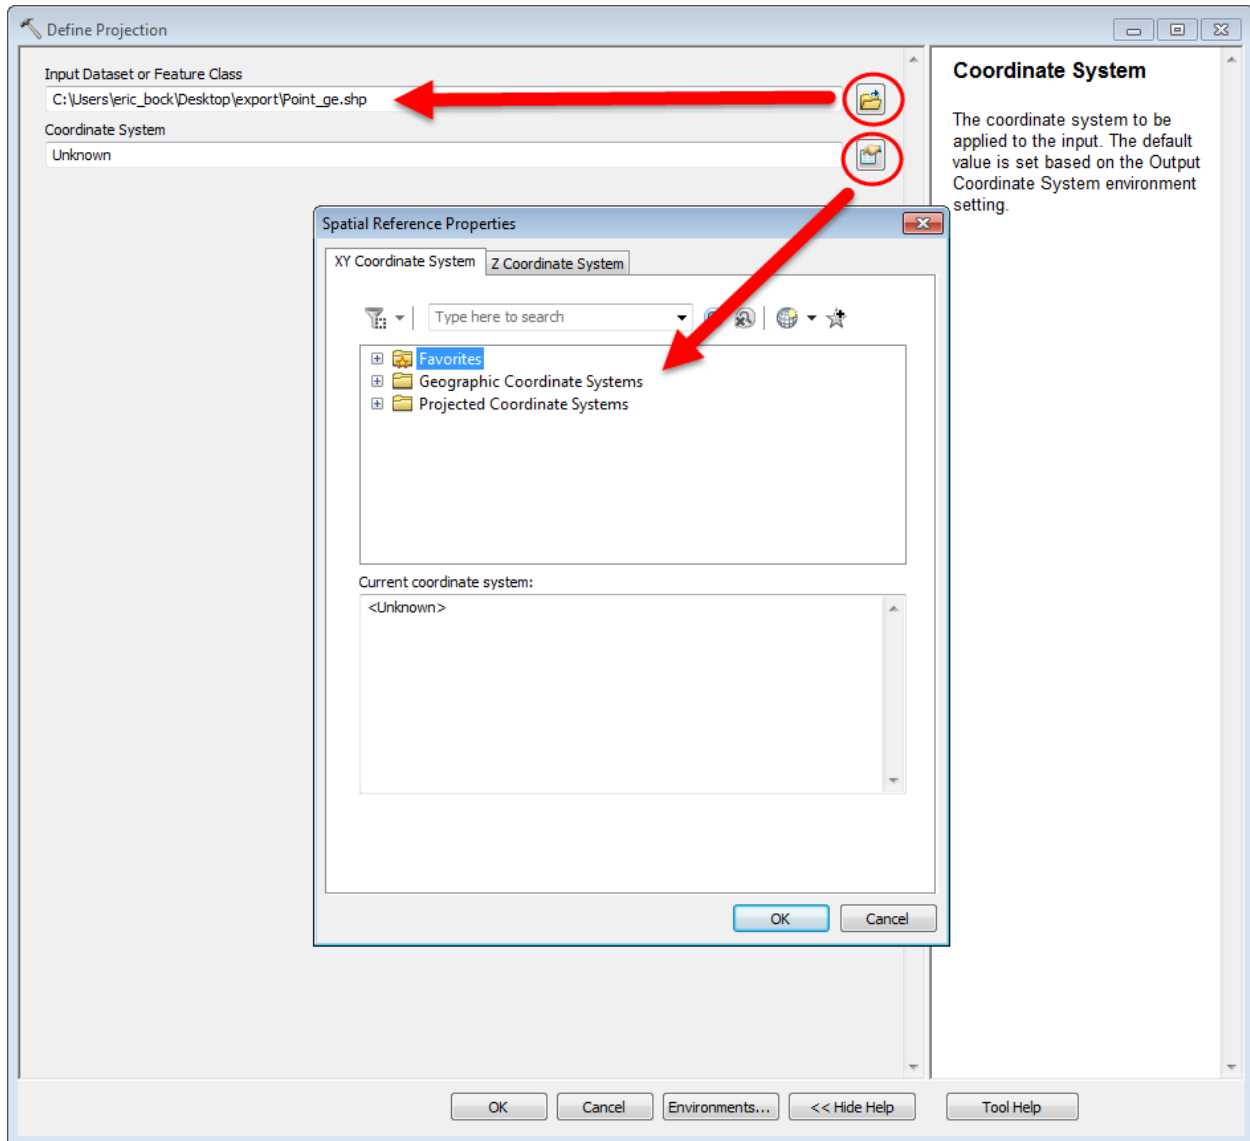 Define Projection
Input Dataset or Feature Class
C:\Users\eric_bock\Desktop\export\Point_ge.shp
Coordinate System
Unknown
Coordinate System
The coordinate system to be
applied to the input. The default
value is set based on the Output
Coordinate System environment
setting.
Spatial Reference Properties
XY Coordinate System
Z Coordinate System
Type here to search
Favorites
Geographic Coordinate Systems
Projected Coordinate Systems
Current coordinate system:
<Unknown>
OK
Cancel
OK
Cancel
Environments...
<< Hide Help
Tool Help